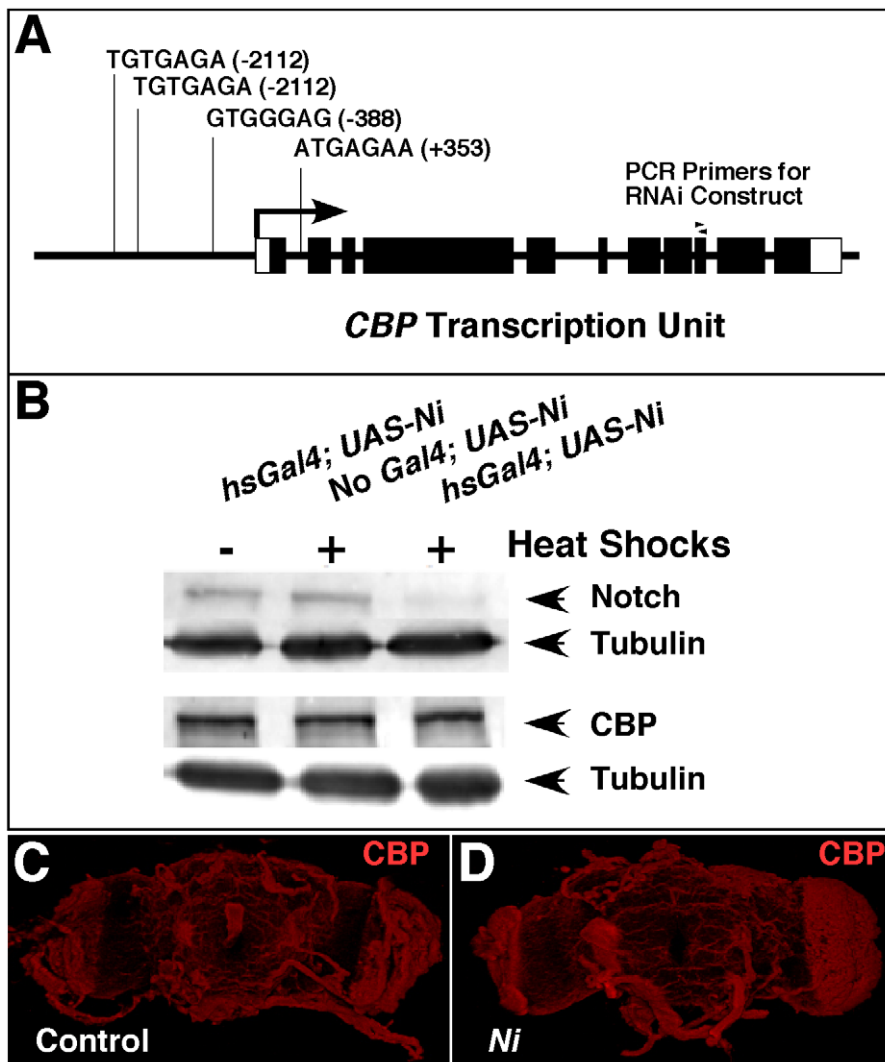 A
TGTGAGA (-2112)
TGTGAGA (-2112)
GTGGGAG (-388)
ATGAGAA (+353)
PCR Primers for
RNAi Construct
CBP Transcription Unit
B
hsGal4; UAS-Ni
No Gal4; UAS-Ni
hsGal4; UAS-Ni
- + + Heat Shocks
Notch
Tubulin
CBP
Tubulin
C
CBP
Control
D
CBP
Ni